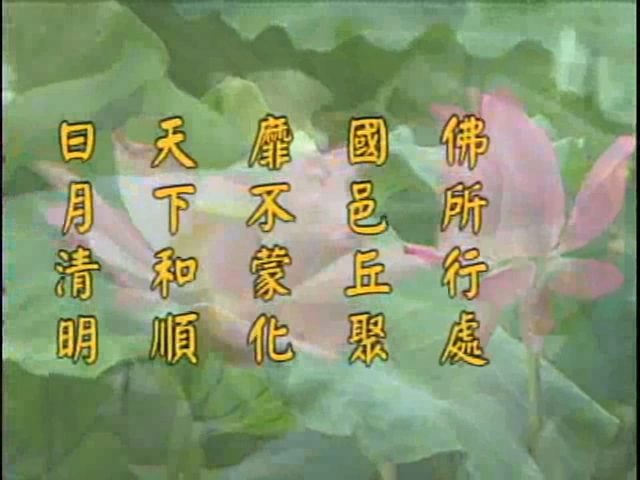 佛所行處
國邑丘聚
靡不蒙化
天下和順
日月清明